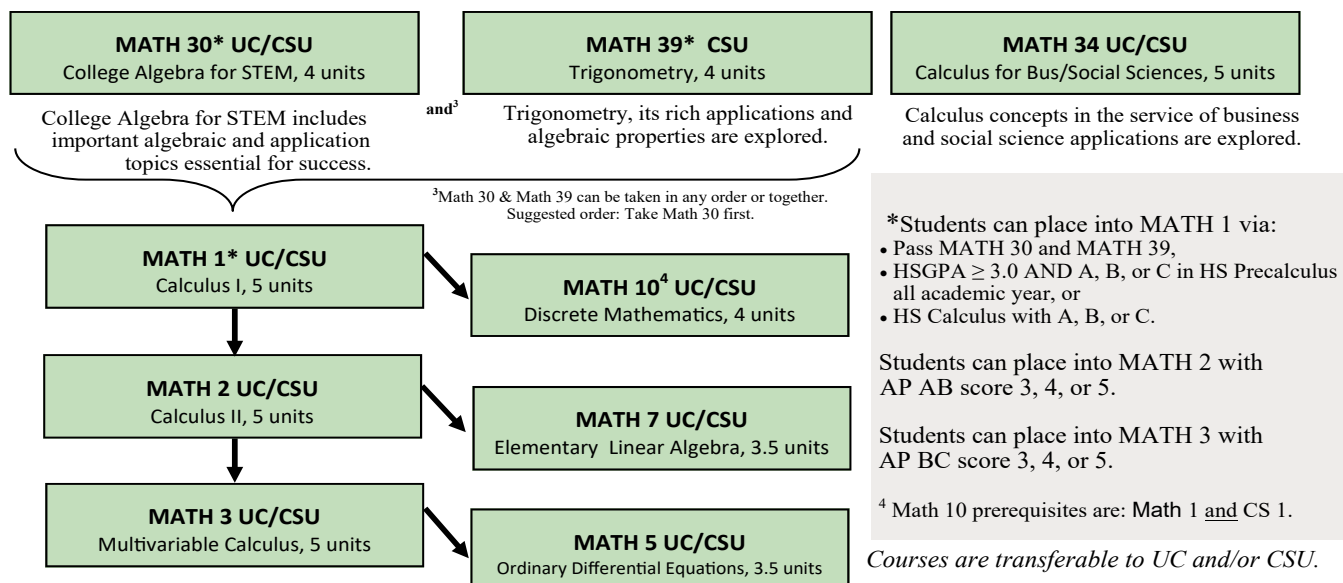 MATH 30* UC/CSU
College Algebra for STEM, 4 units
College Algebra for STEM includes
important algebraic and application
topics essential for success.
and³
MATH 39* CSU
Trigonometry, 4 units
Trigonometry, its rich applications and
algebraic properties are explored.
MATH 34 UC/CSU
Calculus for Bus/Social Sciences, 5 units
Calculus concepts in the service of business
and social science applications are explored.
³Math 30 & Math 39 can be taken in any order or together.
Suggested order: Take Math 30 first.
MATH 1* UC/CSU
Calculus I, 5 units
MATH 10⁴ UC/CSU
Discrete Mathematics, 4 units
MATH 2 UC/CSU
Calculus II, 5 units
MATH 7 UC/CSU
Elementary Linear Algebra, 3.5 units
MATH 3 UC/CSU
Multivariable Calculus, 5 units
MATH 5 UC/CSU
Ordinary Differential Equations, 3.5 units
*Students can place into MATH 1 via:
• Pass MATH 30 and MATH 39,
• HSGPA ≥ 3.0 AND A, B, or C in HS Precalculus
all academic year, or
• HS Calculus with A, B, or C.
Students can place into MATH 2 with
AP AB score 3, 4, or 5.
Students can place into MATH 3 with
AP BC score 3, 4, or 5.
⁴ Math 10 prerequisites are: Math 1 and CS 1.
Courses are transferable to UC and/or CSU.